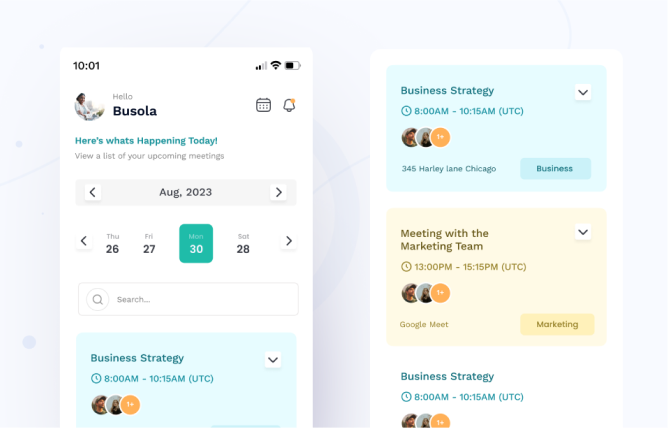 10:01
Hello
Busola
Here's whats Happening Today!
View a list of your upcoming meetings
Aug, 2023
Thu Fri Mon Sat
26 27 30 28
Search...
Business Strategy
8:00AM - 10:15AM (UTC)
1+
Business Strategy
8:00AM - 10:15AM (UTC)
1+
345 Harley lane Chicago Business
Meeting with the
Marketing Team
13:00PM - 15:15PM (UTC)
1+
Google Meet Marketing
Business Strategy
8:00AM - 10:15AM (UTC)
1+